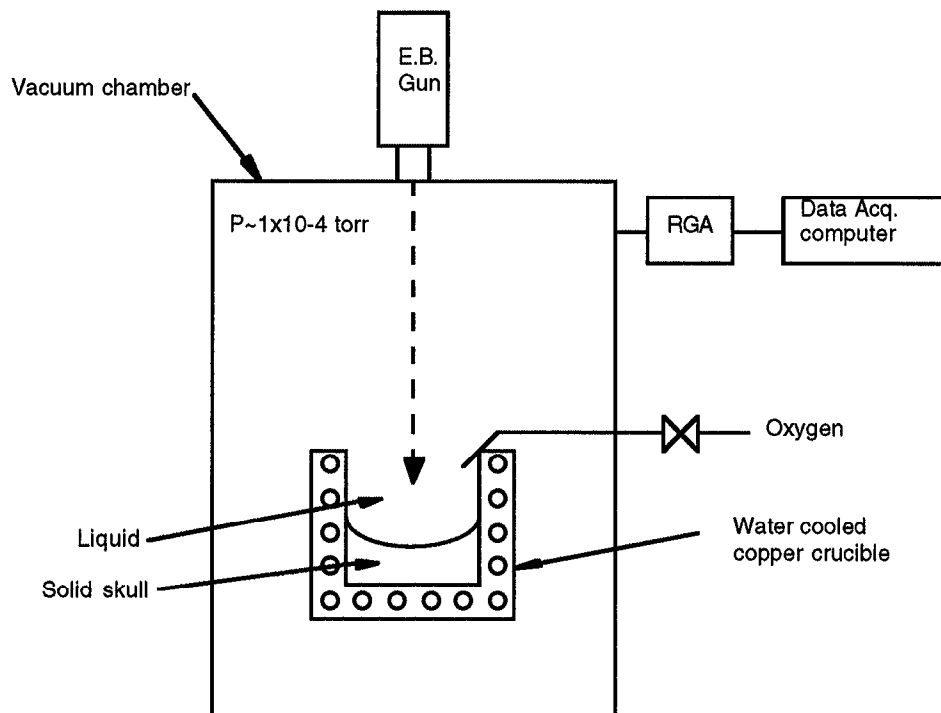 E.B.
Gun
Vacuum chamber
P~1x10-4 torr
RGA
Data Acq.
computer
Oxygen
Liquid
Solid skull
Water cooled
copper crucible